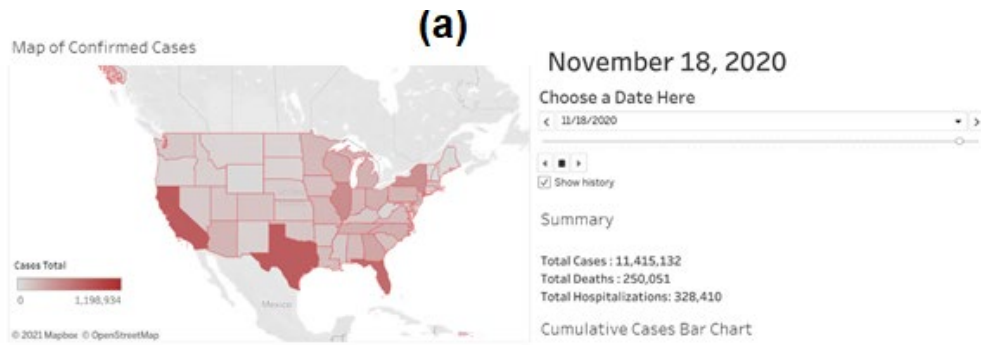 (a)
Map of Confirmed Cases
November 18, 2020
Choose a Date Here
11/18/2020
Show history
Summary
Total Cases : 11,415,132
Total Deaths : 250,051
Total Hospitalizations: 328,410
Cumulative Cases Bar Chart
Cases Total
0 1,198,934
Mexico
© 2021 Mapbox © OpenStreetMap